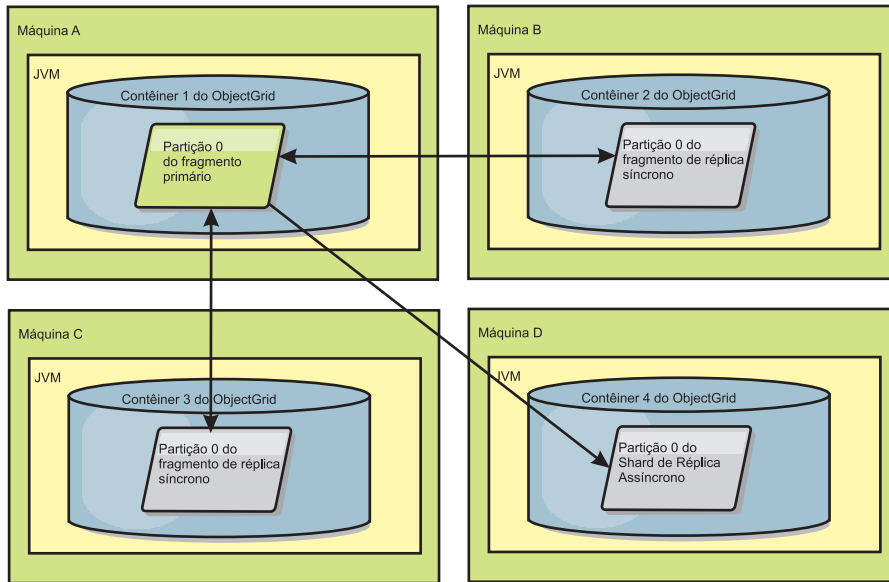 Máquina A
JVM
Contêiner 1 do ObjectGrid
Partição 0
do fragmento
primário
Máquina B
JVM
Contêiner 2 do ObjectGrid
Partição 0 do
fragmento de réplica
síncrono
Máquina C
JVM
Contêiner 3 do ObjectGrid
Partição 0 do
fragmento de réplica
síncrono
Máquina D
JVM
Contêiner 4 do ObjectGrid
Partição 0 do
Shard de Réplica
Assíncrono